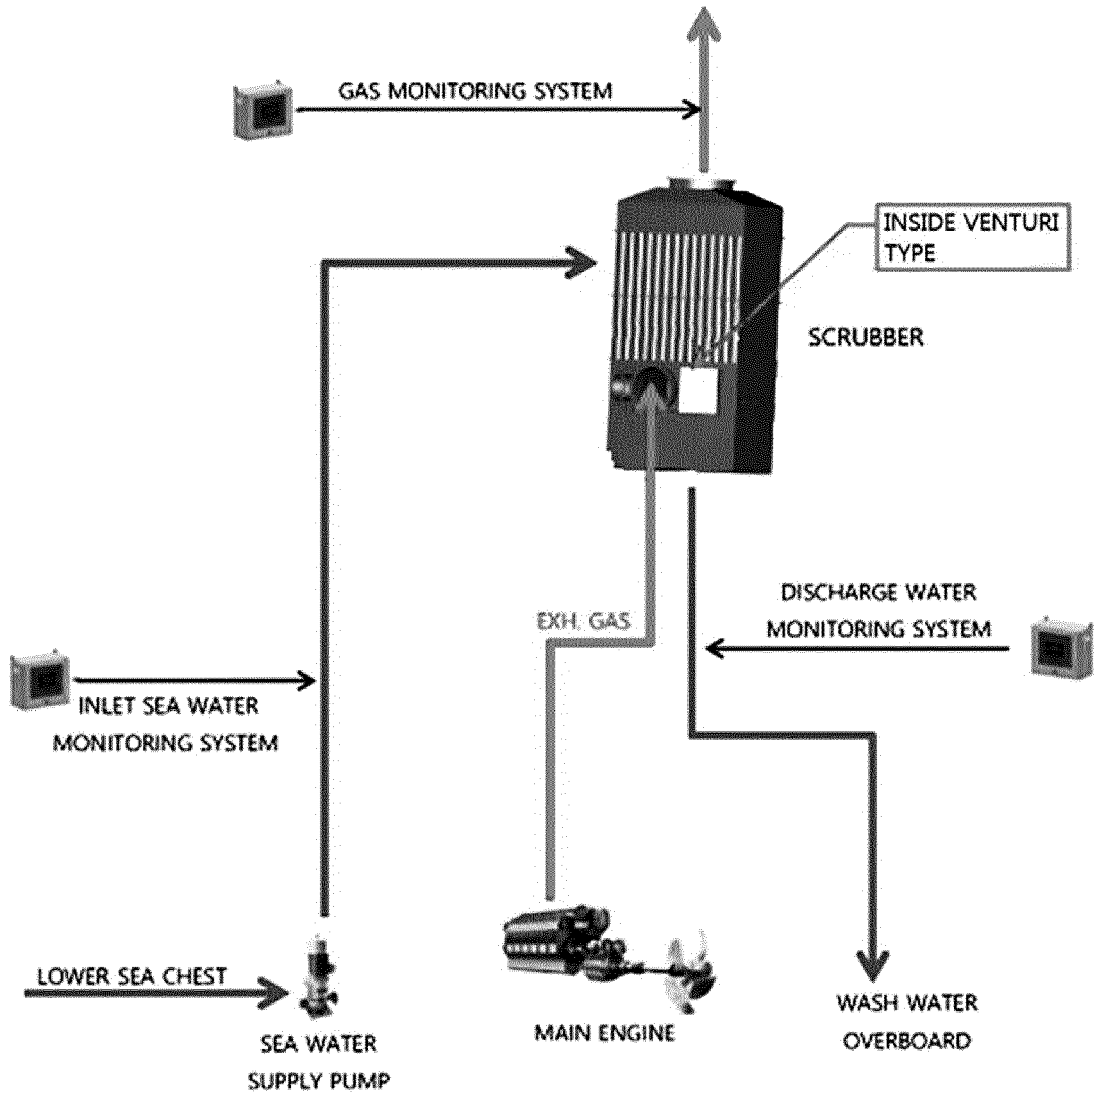 GAS MONITORING SYSTEM
INSIDE VENTURI
TYPE
SCRUBBER
EXH. GAS
DISCHARGE WATER
MONITORING SYSTEM
INLET SEA WATER
MONITORING SYSTEM
LOWER SEA CHEST
SEA WATER
SUPPLY PUMP
MAIN ENGINE
WASH WATER
OVERBOARD